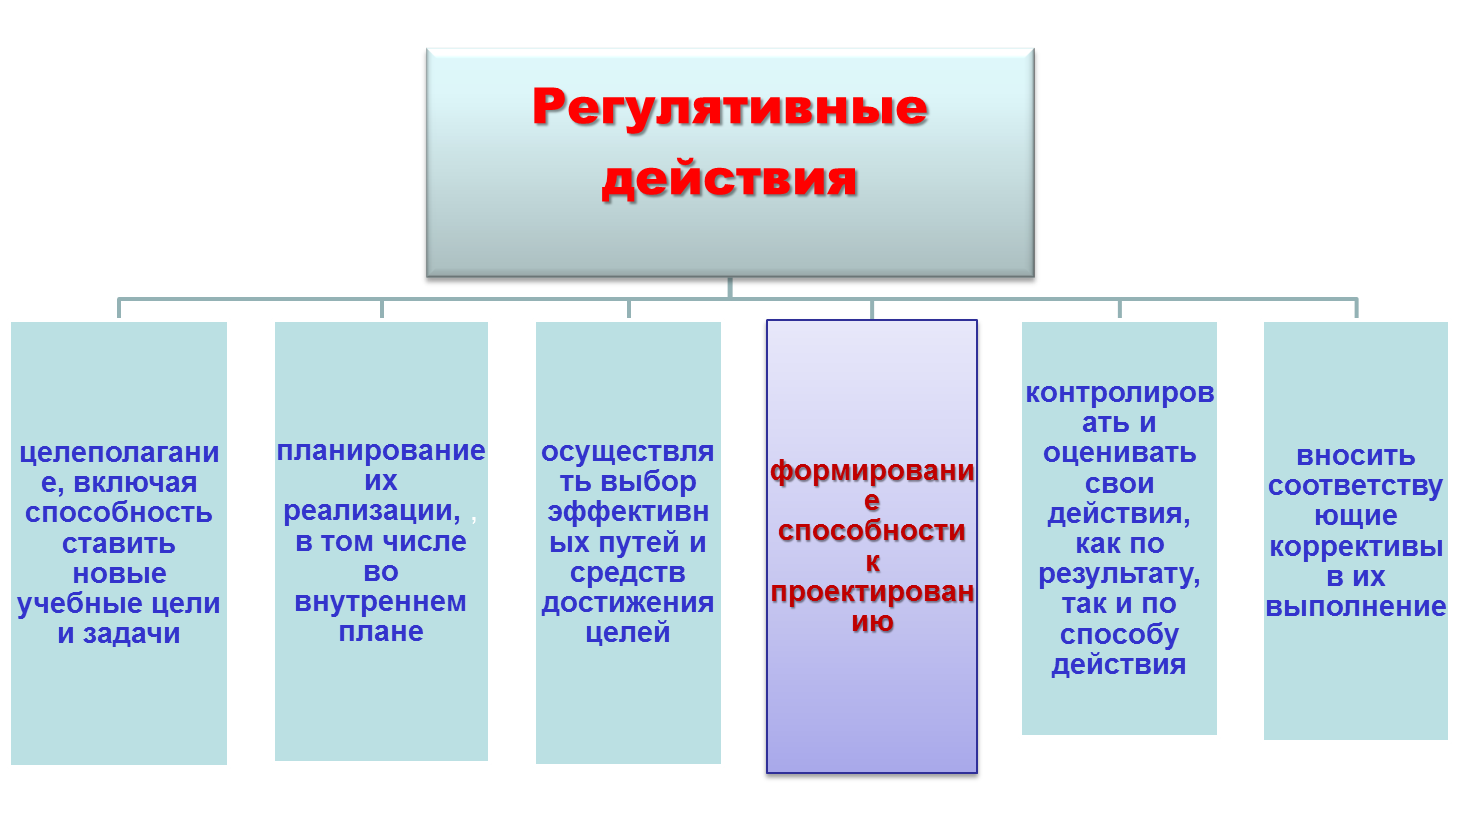 Регулятивные
действия
целеполагани
е, включая
способность
ставить
новые
учебные цели
и задачи
планирование
их
реализации, ,
в том числе
во
внутреннем
плане
осуществля
ть выбор
эффективн
ых путей и
средств
достижения
целей
формировани
е
способности
к
проектирован
ию
контролиров
ать и
оценивать
свои
действия,
как по
результату,
так и по
способу
действия
вносить
соответству
ющие
коррективы
в их
выполнение